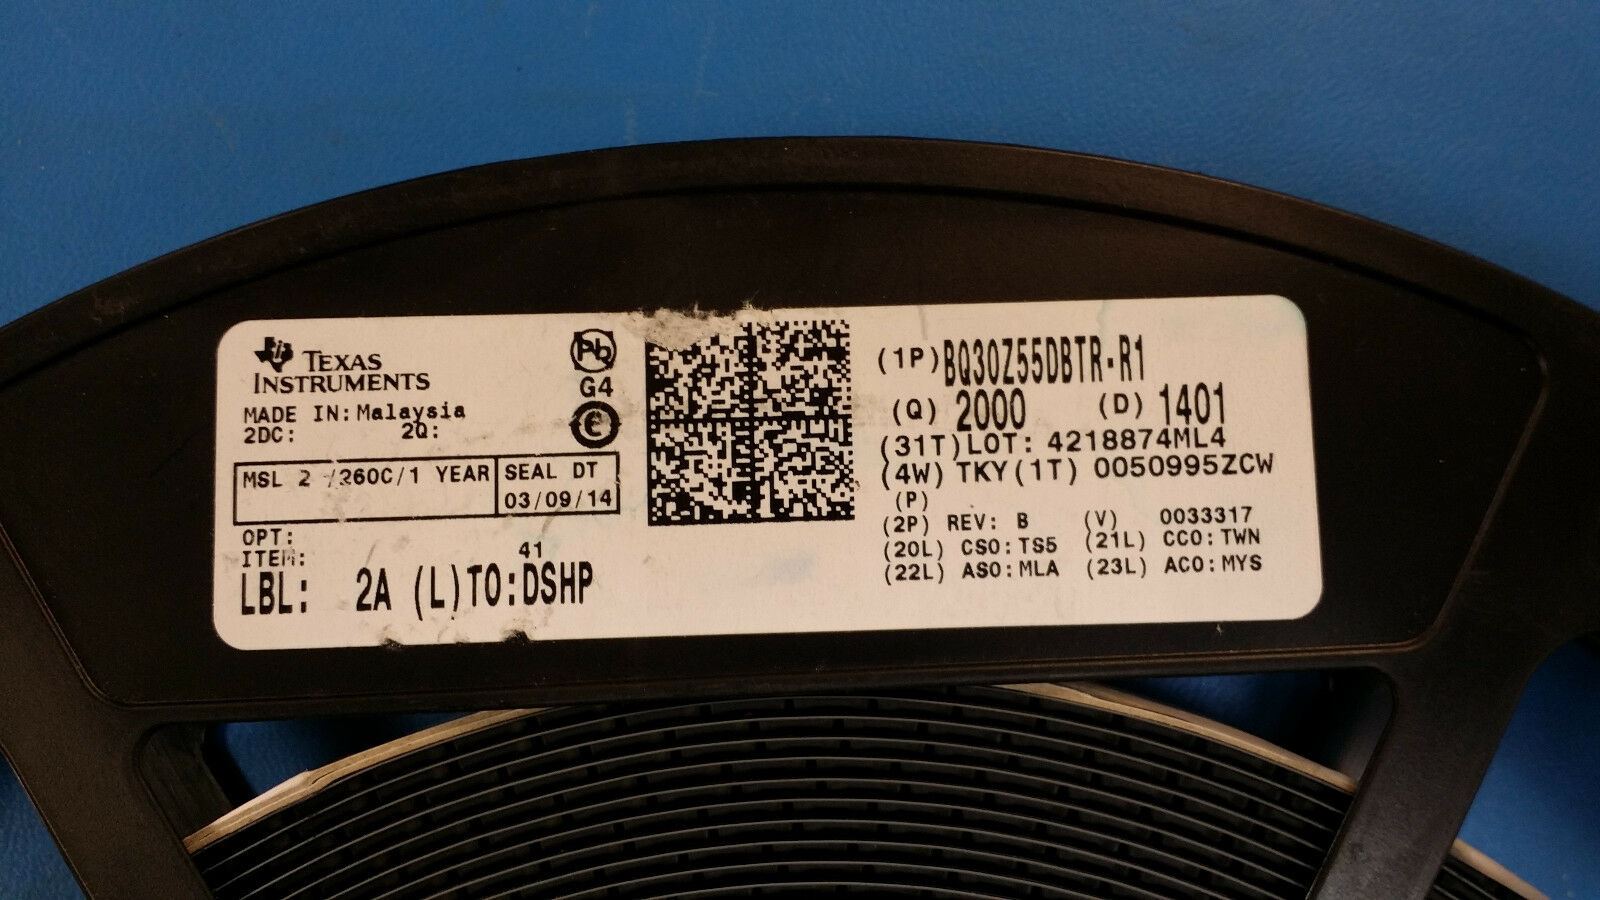 TEXAS
INSTRUMENTS
MADE IN: Malaysia
2DC: 2Q:
Pb
G4
e
MSL 2 /260C/1 YEAR
SEAL DT
03/09/14
OPT:
ITEM:
41
LBL: 2A (L)TO:DSHP
(1P)BQ30Z55DBTR-R1
(Q) 2000 (D) 1401
(31T)LOT: 4218874ML4
(4W) TKY(1T) 0050995ZCW
(P)
(2P) REV: B (V) 0033317
(20L) CSO:TS5 (21L) CCO:TWN
(22L) ASO:MLA (23L) ACO:MYS